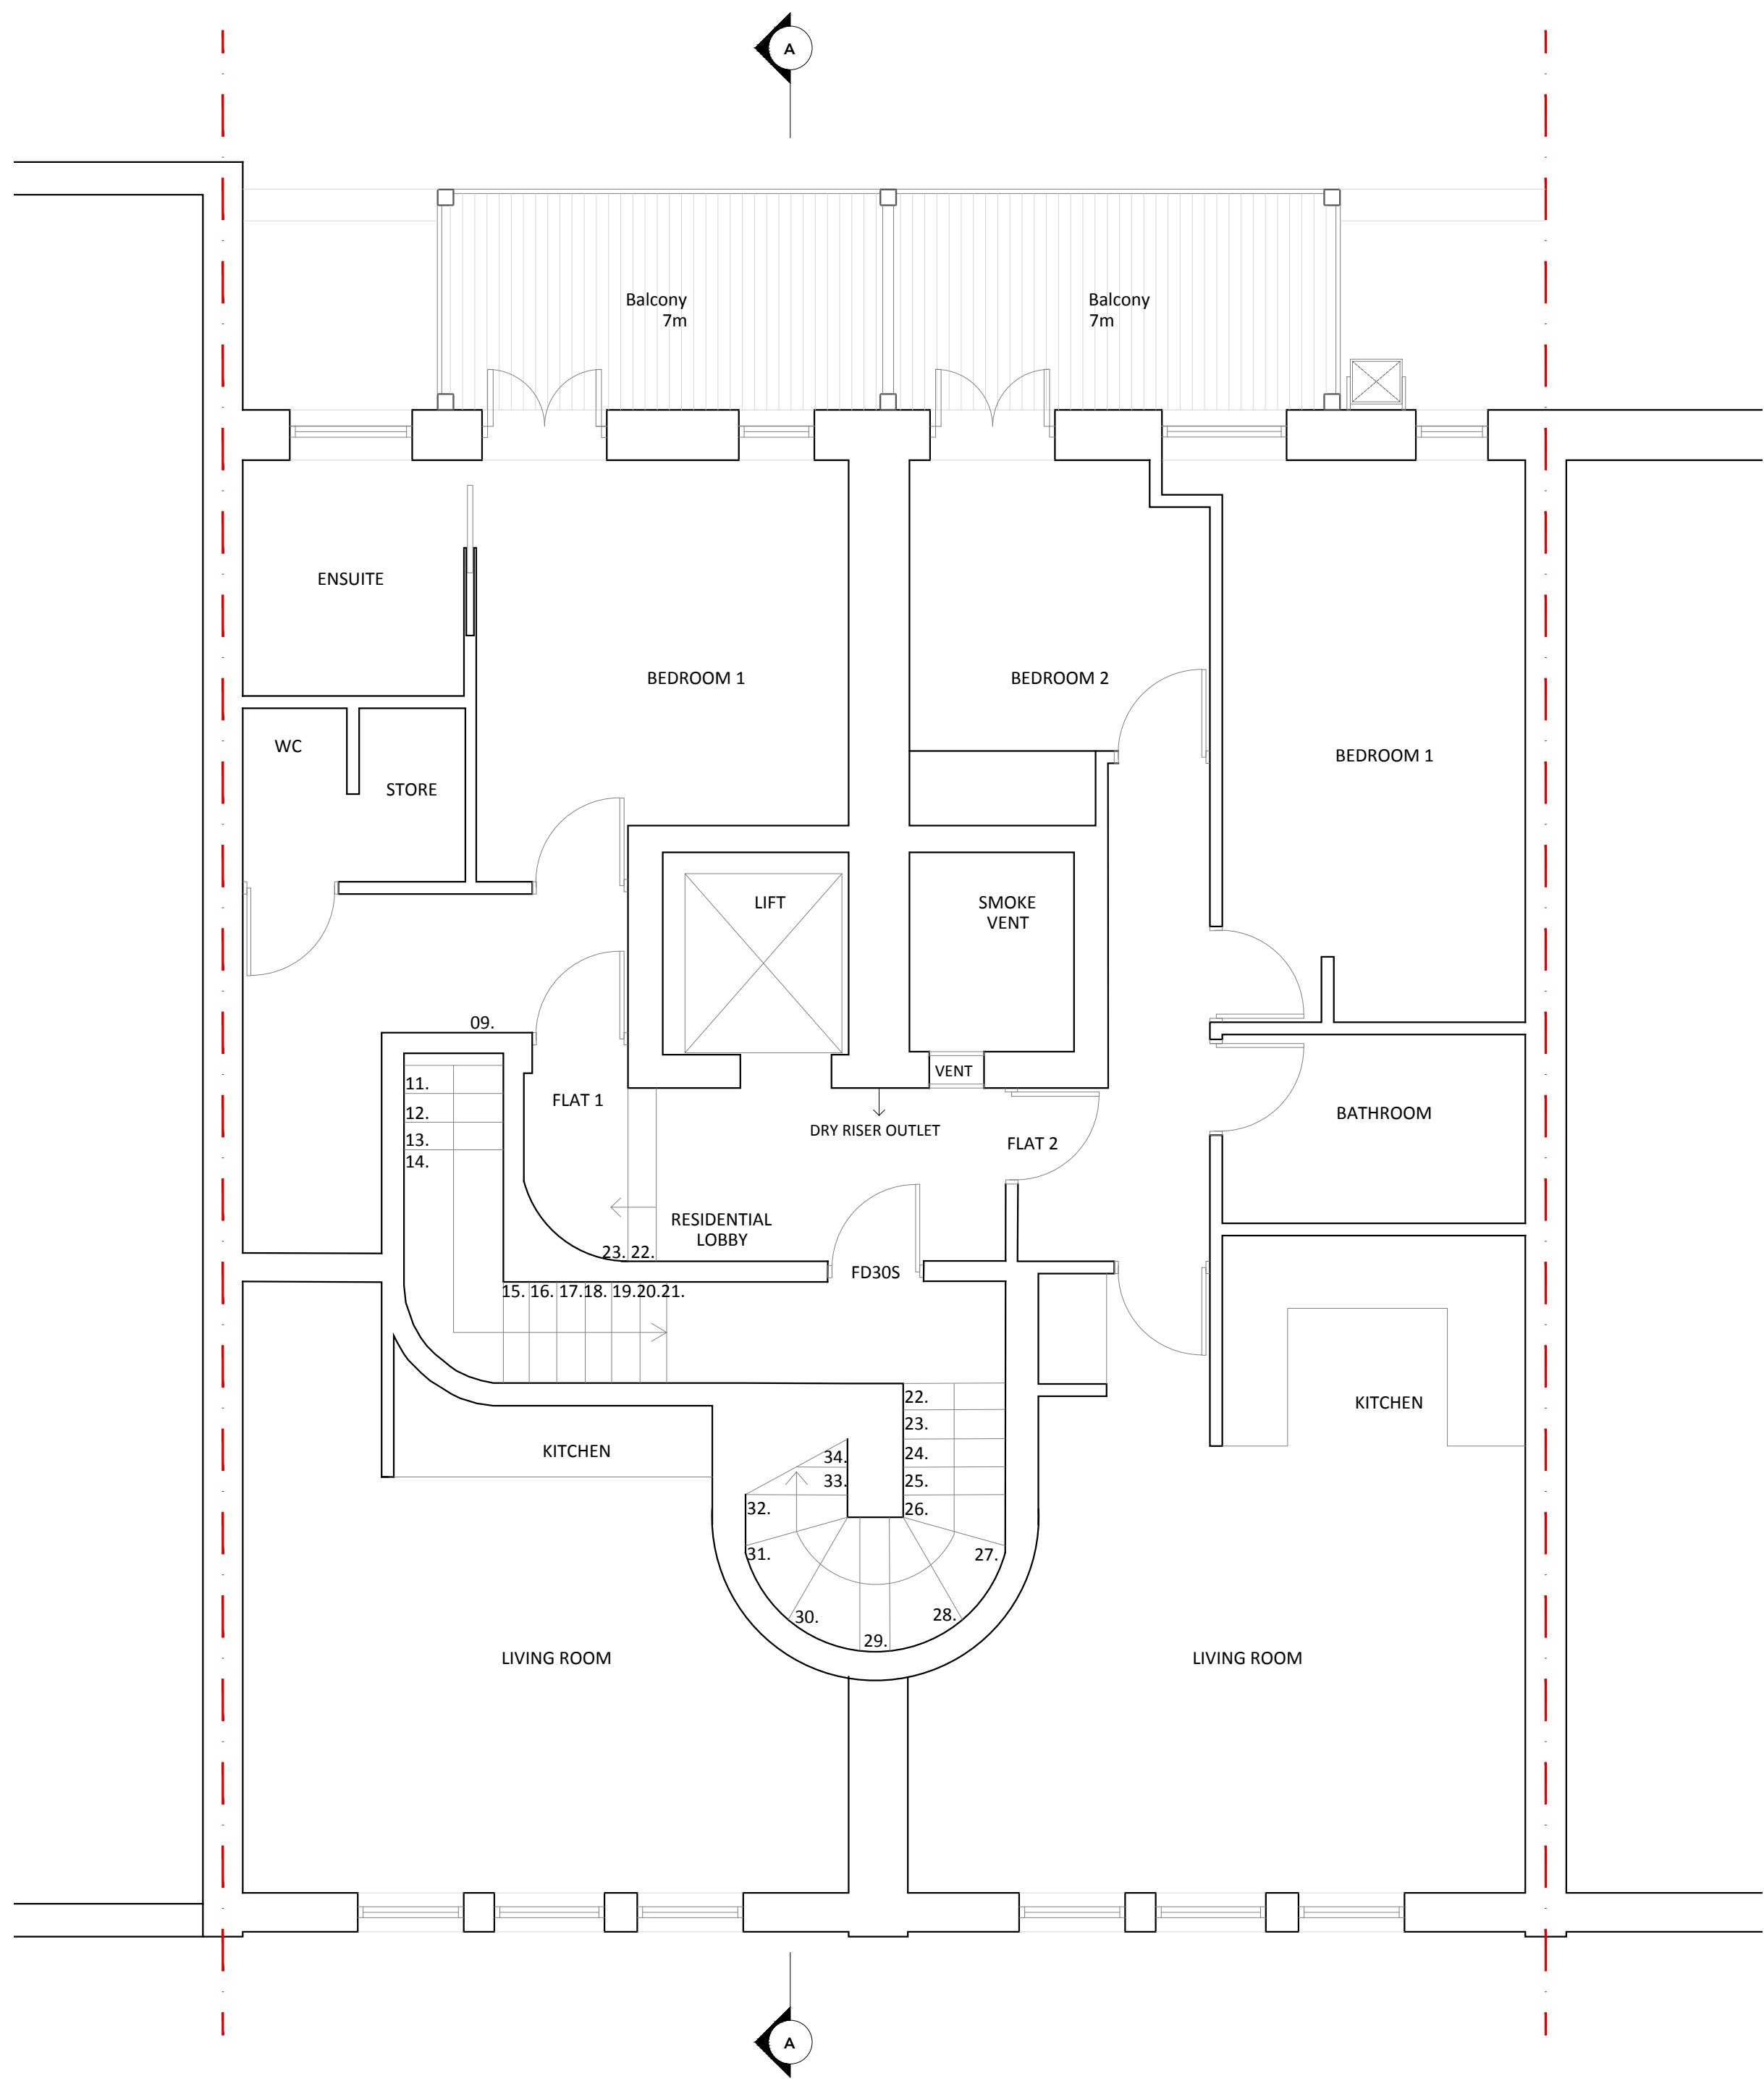 A
Balcony
7m
Balcony
7m
ENSUITE
BEDROOM 1
BEDROOM 2
BEDROOM 1
WC
STORE
LIFT
SMOKE
VENT
09.
VENT
11.
12.
13.
14.
FLAT 1
DRY RISER OUTLET
FLAT 2
BATHROOM
RESIDENTIAL
LOBBY
23. 22.
FD30S
15. 16. 17. 18. 19. 20. 21.
22.
23.
24.
25.
26.
27.
28.
29.
30.
31.
32.
33.
34.
KITCHEN
KITCHEN
LIVING ROOM
LIVING ROOM
A